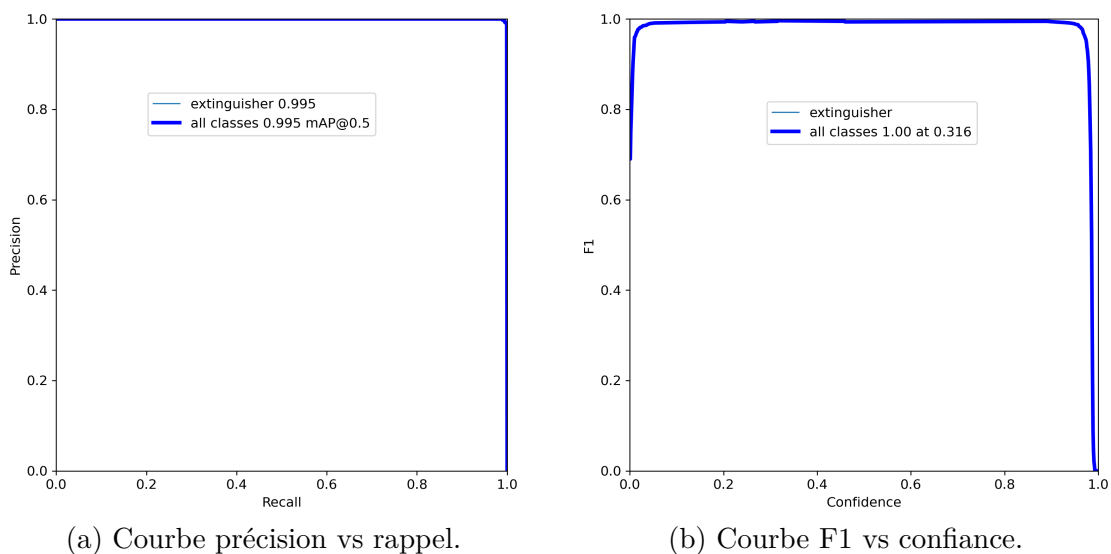 1.0
0.8
0.6
0.4
0.2
0.0
Precision
extinguisher 0.995
all classes 0.995 mAP@0.5
0.0 0.2 0.4 0.6 0.8 1.0
Recall
(a) Courbe précision vs rappel.
1.0
0.8
0.6
0.4
0.2
0.0
F1
extinguisher
all classes 1.00 at 0.316
0.0 0.2 0.4 0.6 0.8 1.0
Confidence
(b) Courbe F1 vs confiance.